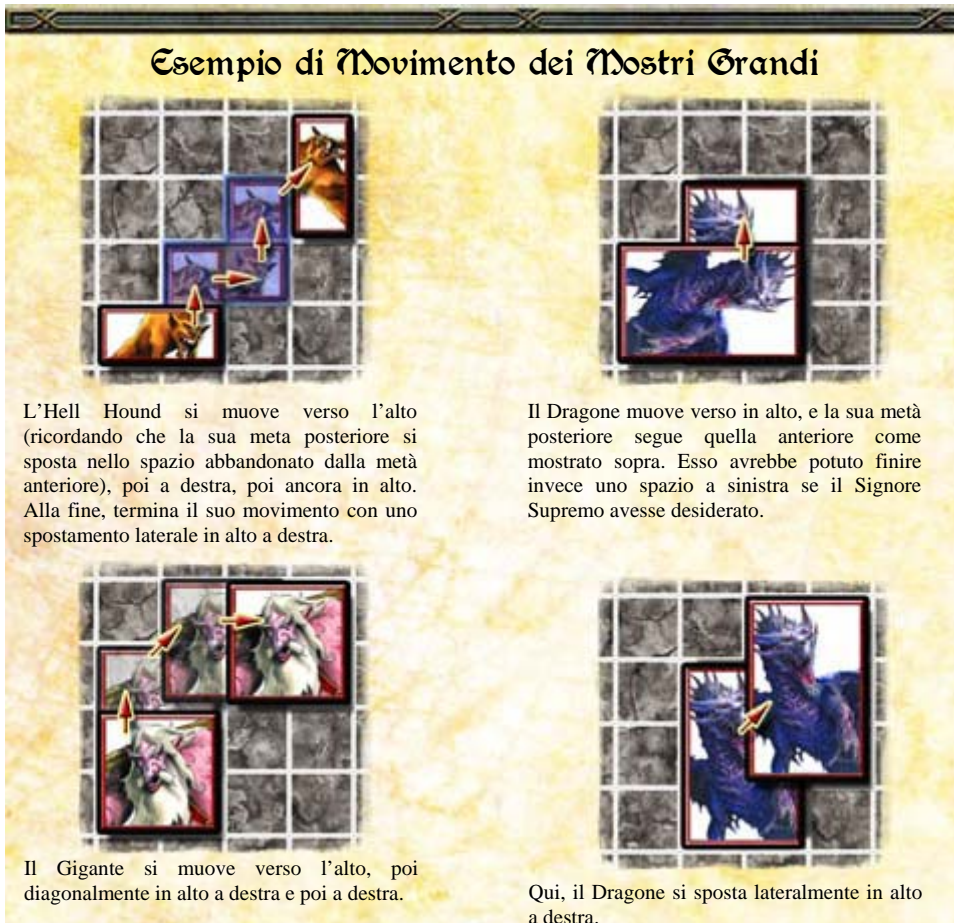 Esempio di Movimento dei Mostri Grandi
L'Hell Hound si muove verso l'alto
(ricordando che la sua meta posteriore si
sposta nello spazio abbandonato dalla metà
anteriore), poi a destra, poi ancora in alto.
Alla fine, termina il suo movimento con uno
spostamento laterale in alto a destra.
Il Dragone muove verso in alto, e la sua metà
posteriore segue quella anteriore come
mostrato sopra. Esso avrebbe potuto finire
invece uno spazio a sinistra se il Signore
Supremo avesse desiderato.
Il Gigante si muove verso l'alto, poi
diagonalmente in alto a destra e poi a destra.
Qui, il Dragone si sposta lateralmente in alto
a destra.